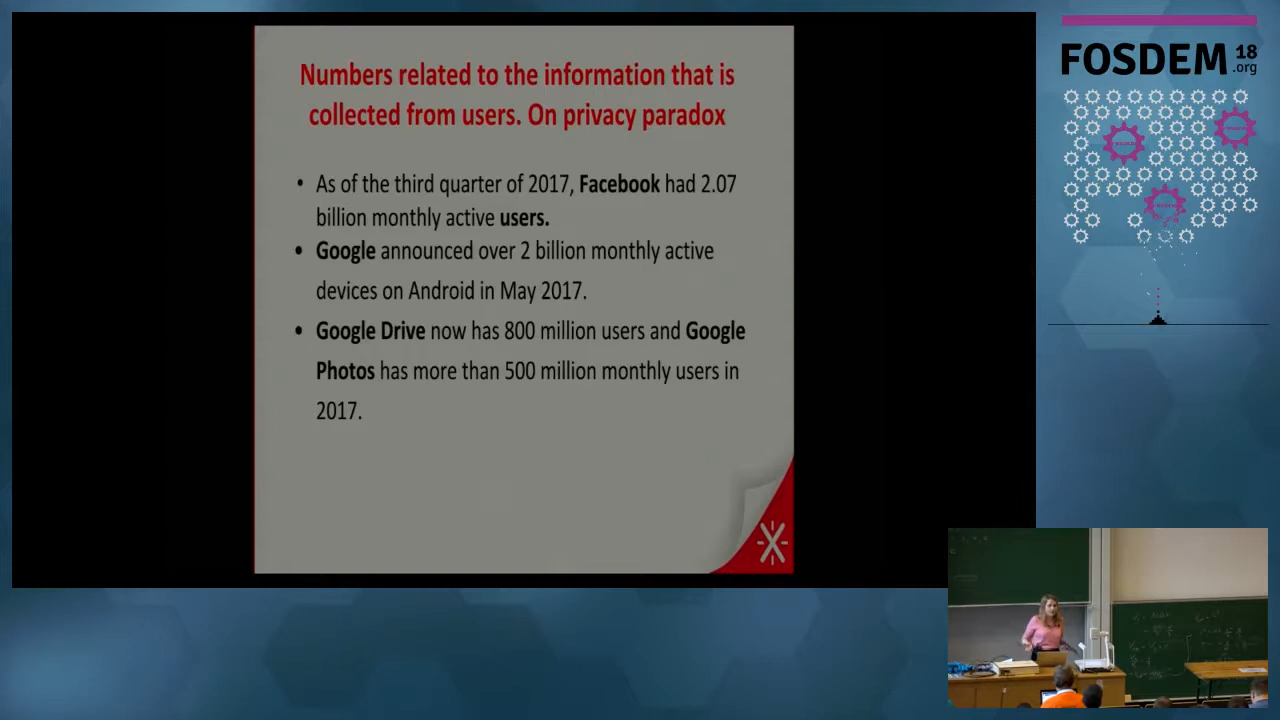 Numbers related to the information that is
collected from users. On privacy paradox
• As of the third quarter of 2017, Facebook had 2.07
billion monthly active users.
• Google announced over 2 billion monthly active
devices on Android in May 2017.
• Google Drive now has 800 million users and Google
Photos has more than 500 million monthly users in
2017.
FOSDEM 18
.org